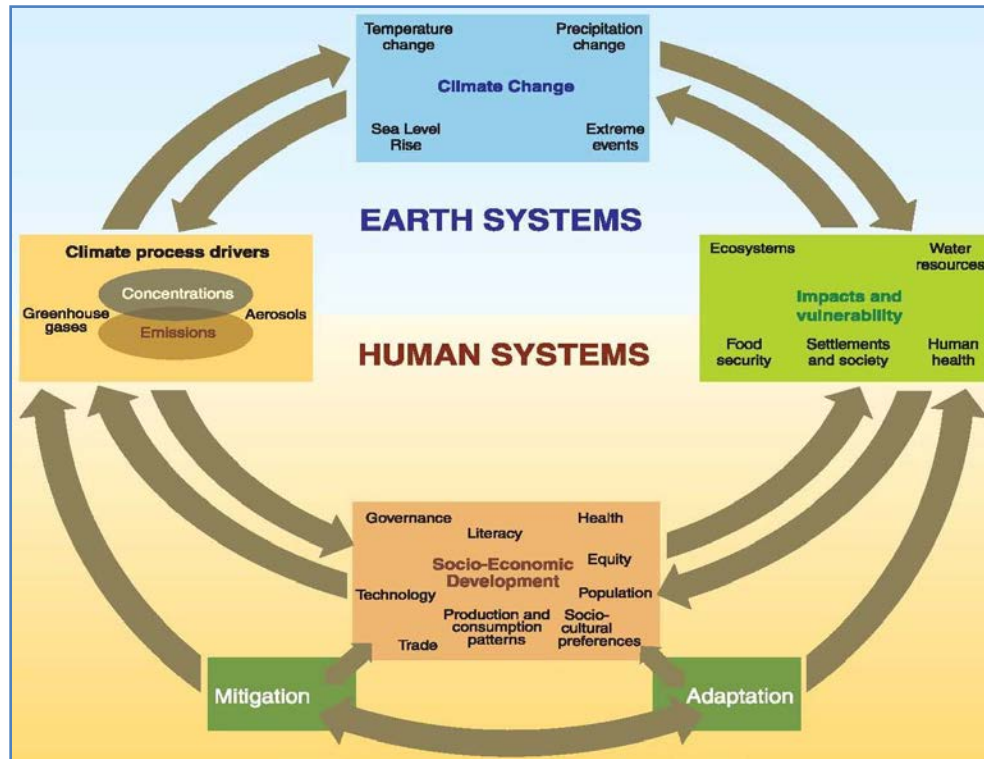 Temperature
change
Precipitation
change
Climate Change
Sea Level
Rise
Extreme
events
EARTH SYSTEMS
Climate process drivers
Concentrations
Greenhouse
gases
Aerosols
Emissions
Ecosystems
Water
resources
Impacts and
vulnerability
Food
security
Settlements
and society
Human
health
HUMAN SYSTEMS
Governance
Literacy
Health
Socio-Economic
Development
Equity
Technology
Population
Production and
consumption
patterns
Socio-
cultural
preferences
Trade
Mitigation
Adaptation